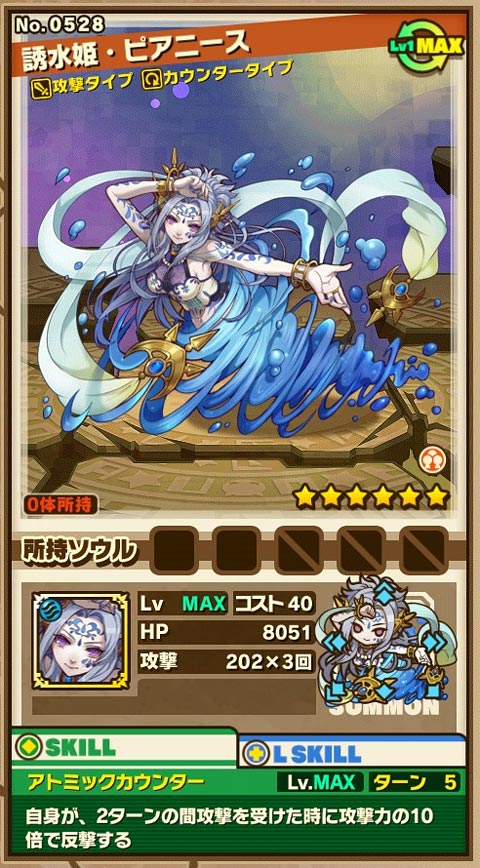 No.0528
誘水姫・ピアニース
Lv1 MAX
攻撃タイプ カウンタータイプ
0体所持
所持ソウル
Lv MAX コスト 40
HP 8051
攻撃 202×3回
SUMMON
SKILL
L SKILL
アトミックカウンター Lv.MAX ターン 5
自身が、2ターンの間攻撃を受けた時に攻撃力の10
倍で反撃する